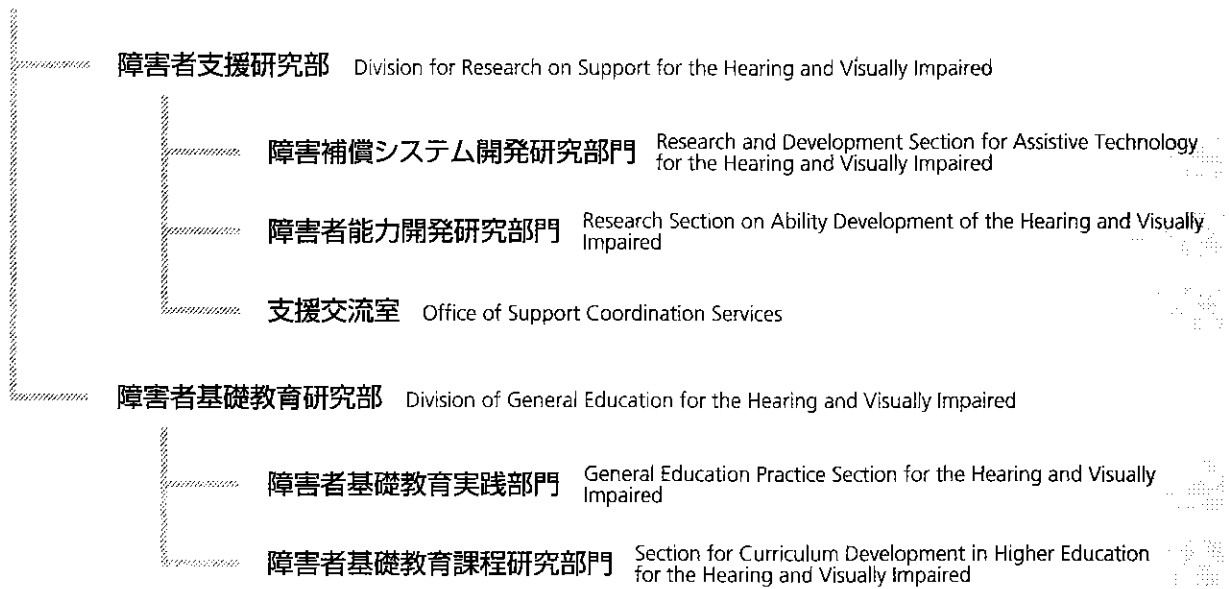 障害者支援研究部 Division for Research on Support for the Hearing and Visually Impaired
障害補償システム開発研究部門 Research and Development Section for Assistive Technology
for the Hearing and Visually Impaired
障害者能力開発研究部門 Research Section on Ability Development of the Hearing and Visually
Impaired
支援交流室 Office of Support Coordination Services
障害者基礎教育研究部 Division of General Education for the Hearing and Visually Impaired
障害者基礎教育実践部門 General Education Practice Section for the Hearing and Visually
Impaired
障害者基礎教育課程研究部門 Section for Curriculum Development in Higher Education
for the Hearing and Visually Impaired